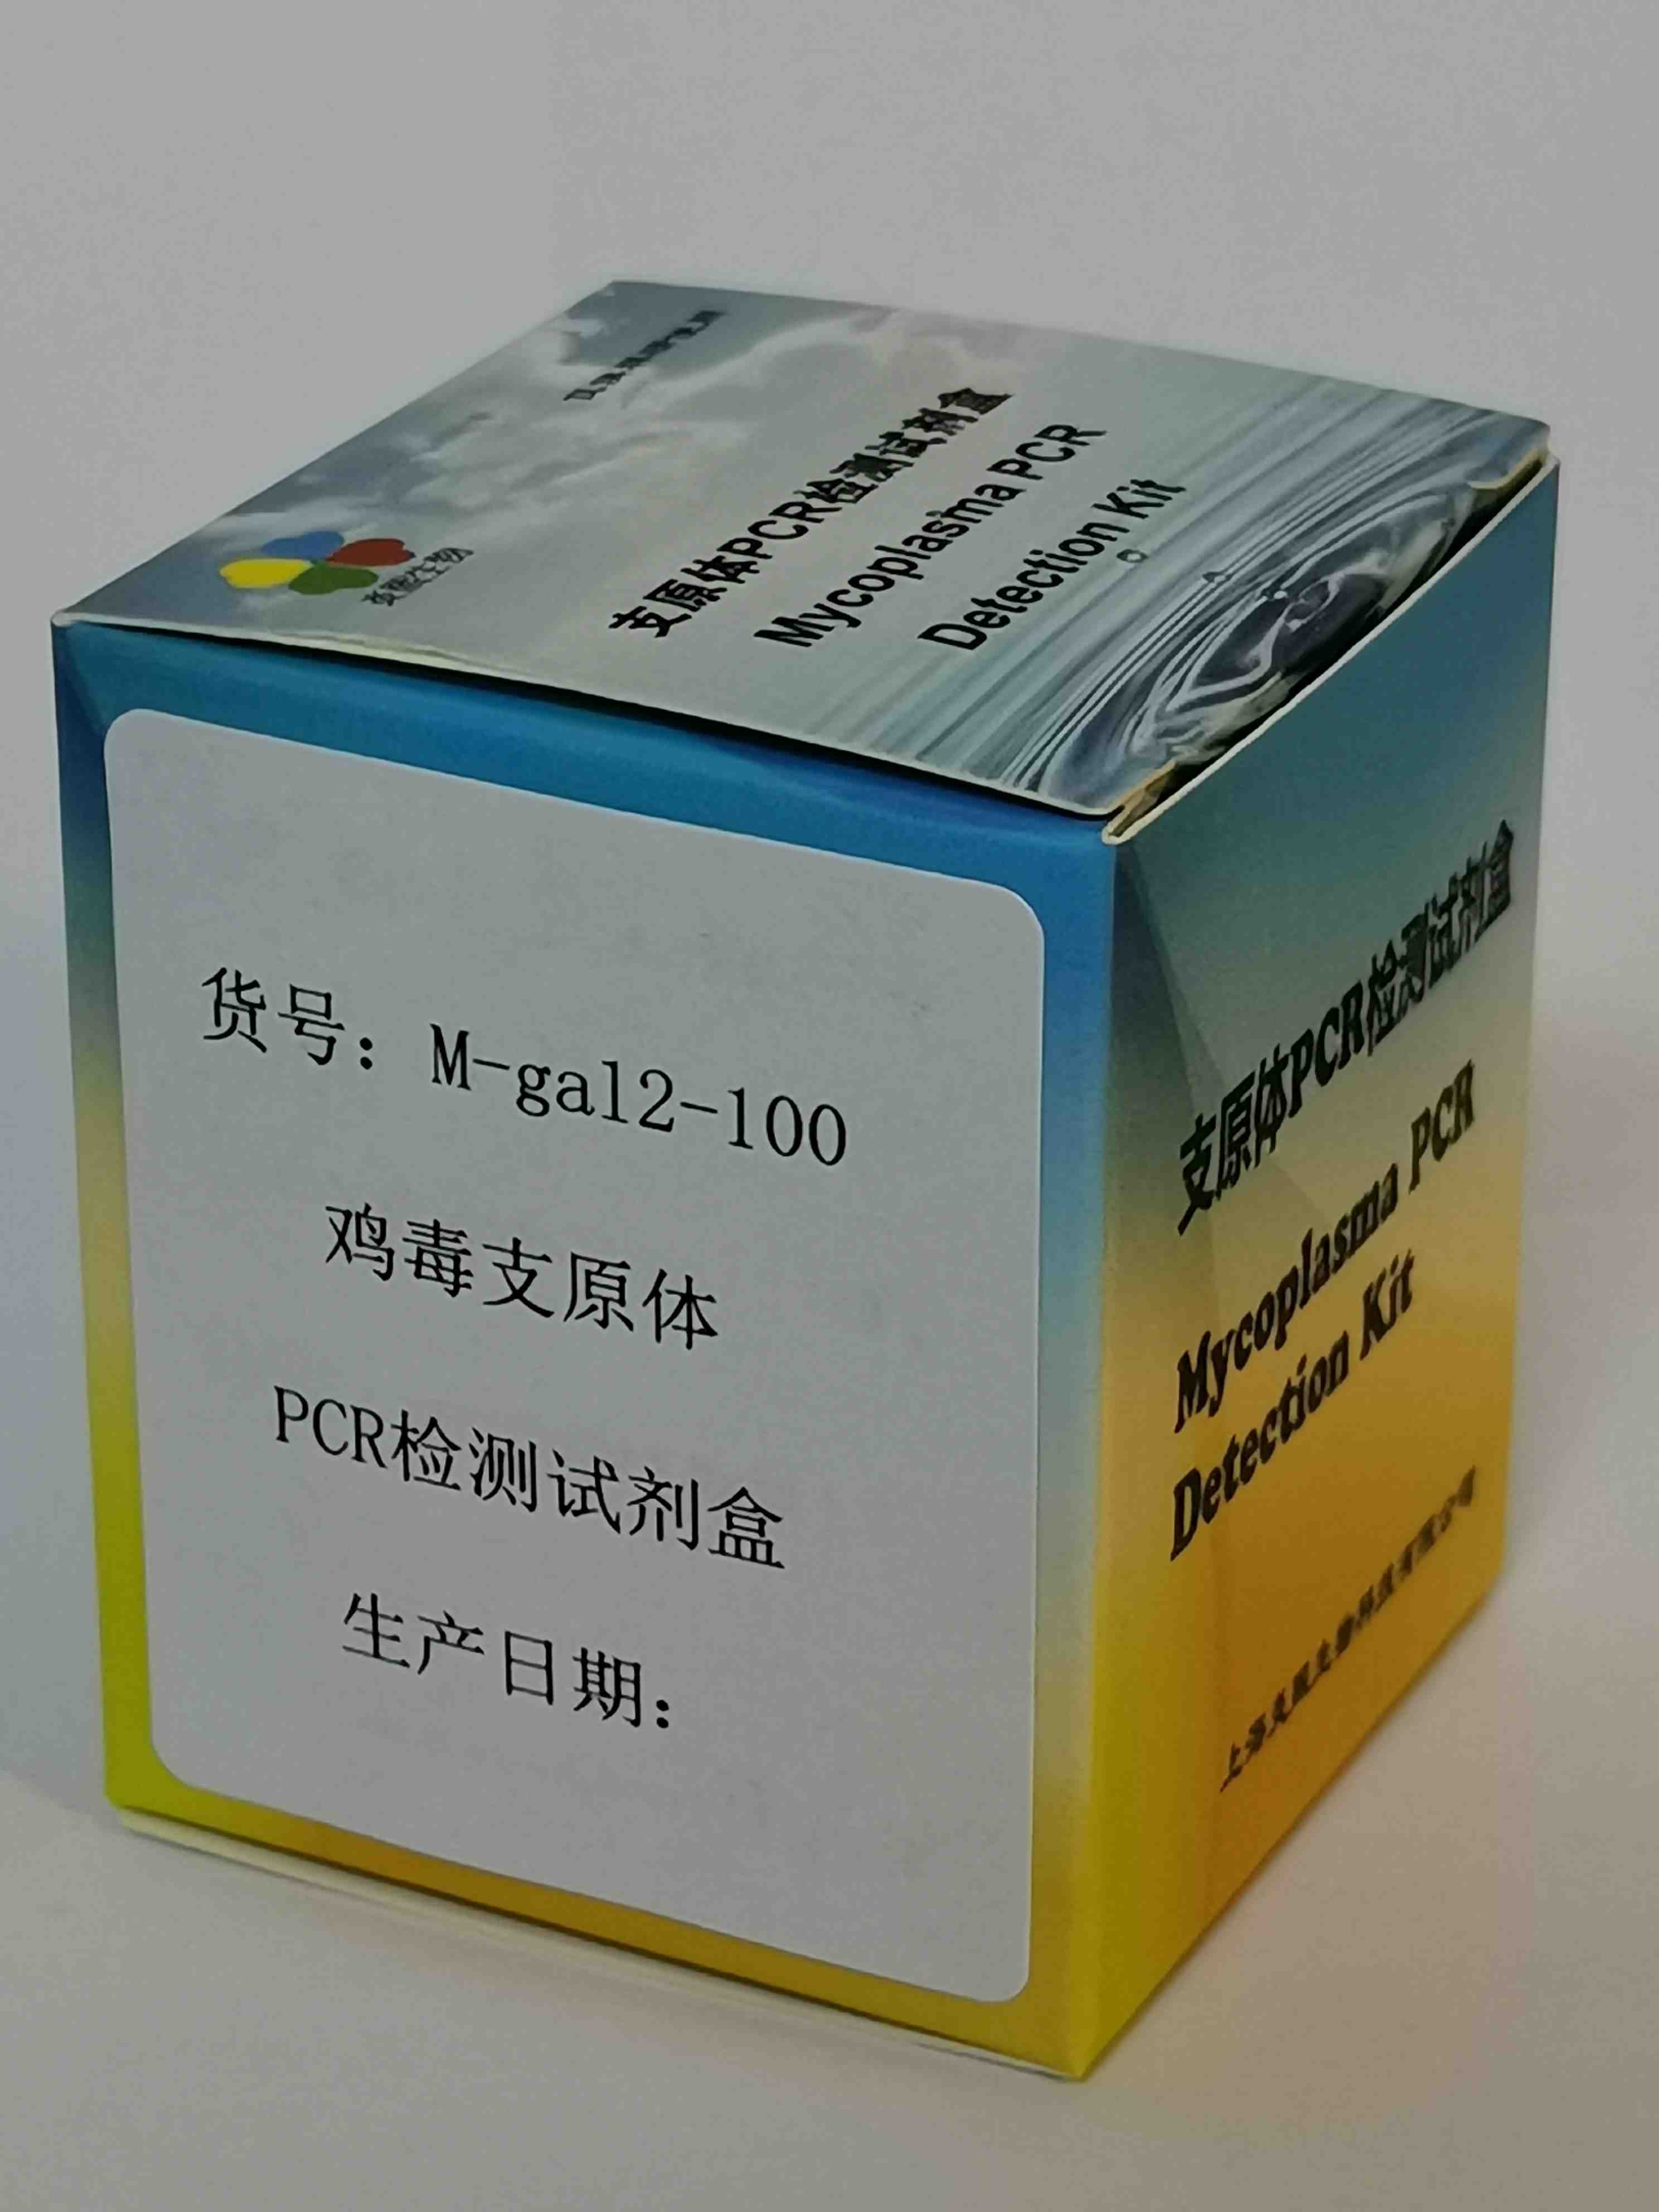 支原体PCR检测试剂盒
Mycoplasma PCR
Detection Kit
货号：M-gal2-100
鸡毒支原体
PCR检测试剂盒
生产日期：
支原体PCR检测试剂盒
Mycoplasma PCR
Detection Kit